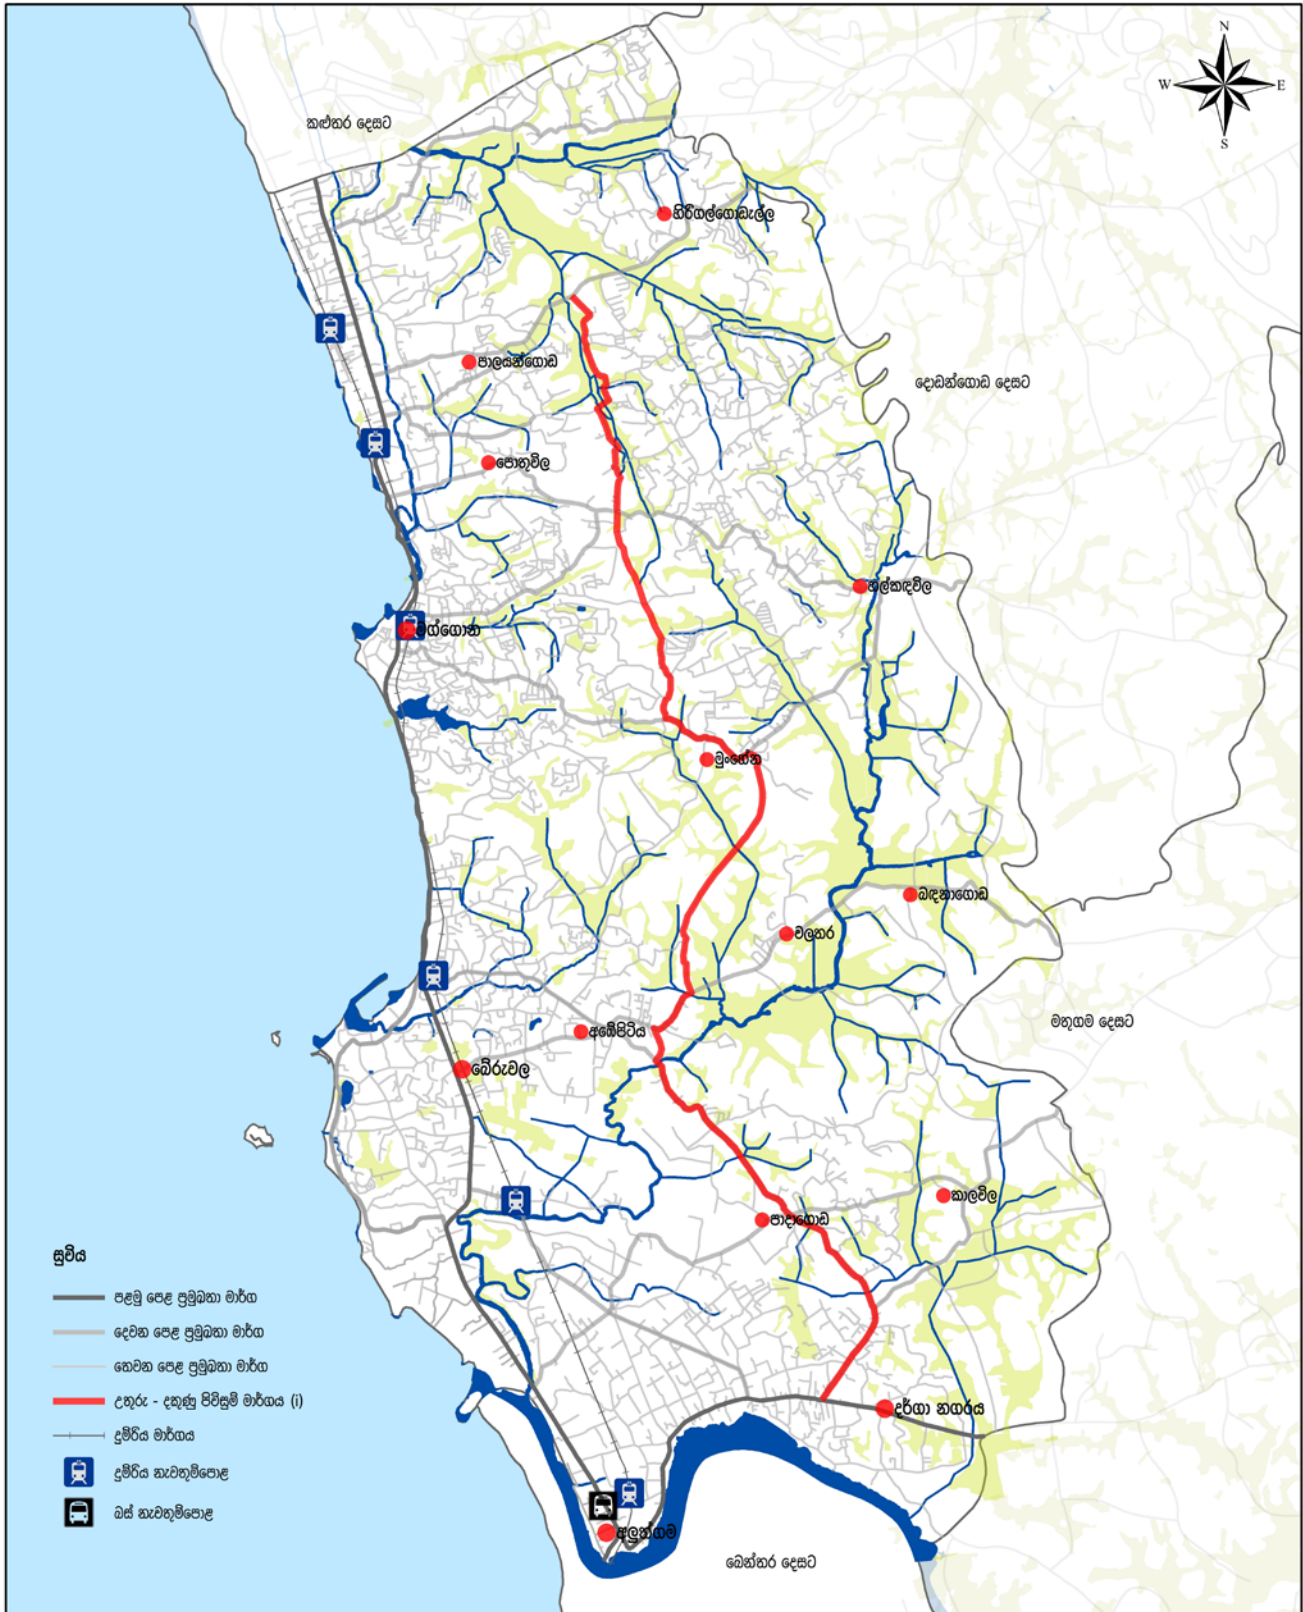 N
W
E
S
කළුතර දෙසට
හිරිගල්ගොඩැල්ල
පාලයන්ගොඩ
දොඩන්ගොඩ දෙසට
පොතුවිල
හල්කඳවිල
මග්ගොන
මුංහේන
බඳනාගොඩ
වලතර
මතුගම දෙසට
අඹේපිටිය
බේරුවල
කාලවිල
පාදාගොඩ
සූචිය
පළමු පෙළ ප්‍රමුඛතා මාර්ග
දෙවන පෙළ ප්‍රමුඛතා මාර්ග
තෙවන පෙළ ප්‍රමුඛතා මාර්ග
උතුරු - දකුණු පිවිසුම් මාර්ගය (i)
දර්ගා නගරය
දුම්රිය මාර්ගය
දුම්රිය නැවතුම්පොළ
බස් නැවතුම්පොළ
අලුත්ගම
බෙන්තර දෙසට